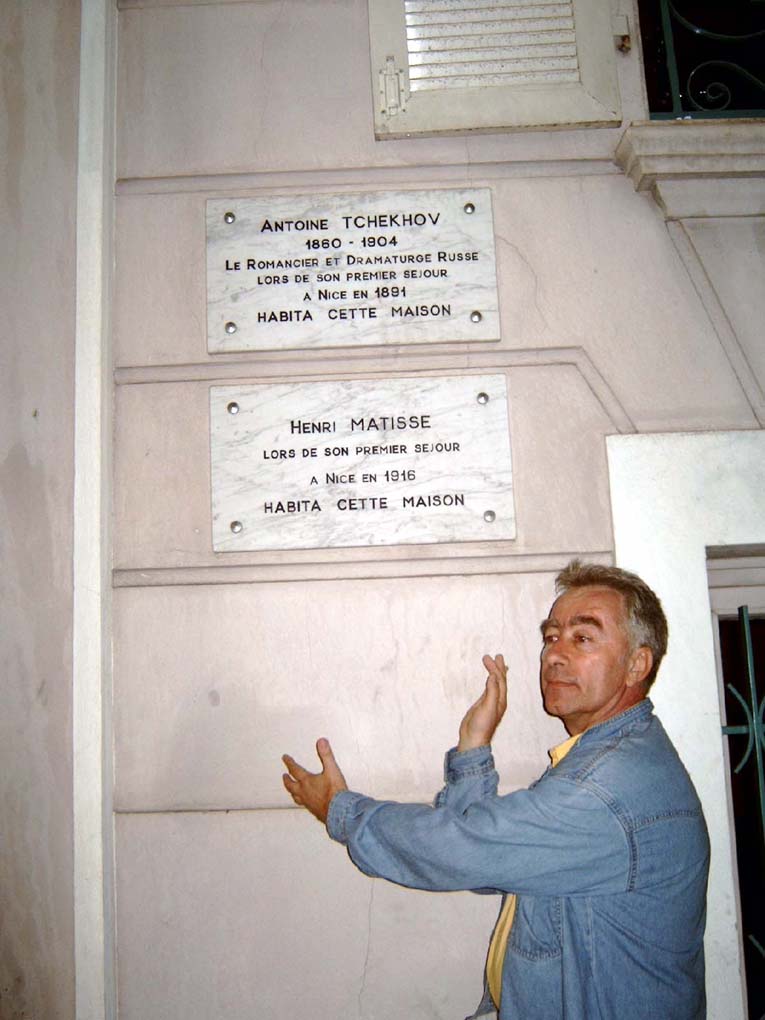 ANTOINE TCHEKHOV
1860 - 1904
LE ROMANCIER ET DRAMATURGE RUSSE
LORS DE SON PREMIER SEJOUR
A NICE EN 1891
HABITA CETTE MAISON
HENRI MATISSE
LORS DE SON PREMIER SEJOUR
A NICE EN 1916
HABITA CETTE MAISON